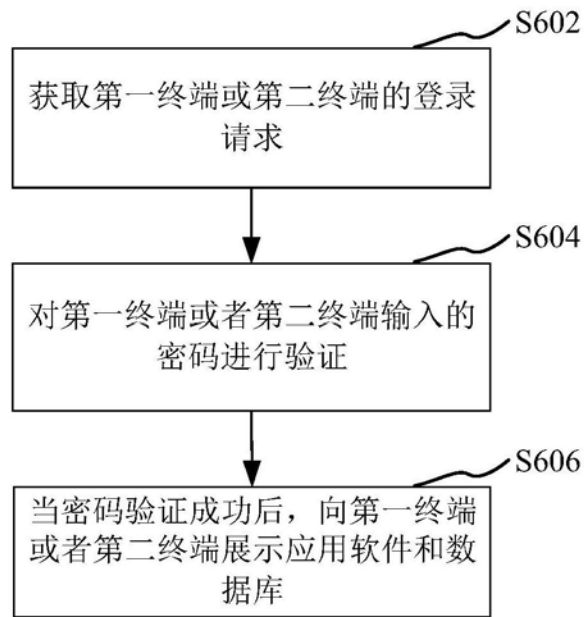 S602
获取第一终端或第二终端的登录
请求
S604
对第一终端或者第二终端输入的
密码进行验证
S606
当密码验证成功后，向第一终端
或者第二终端展示应用软件和数
据库